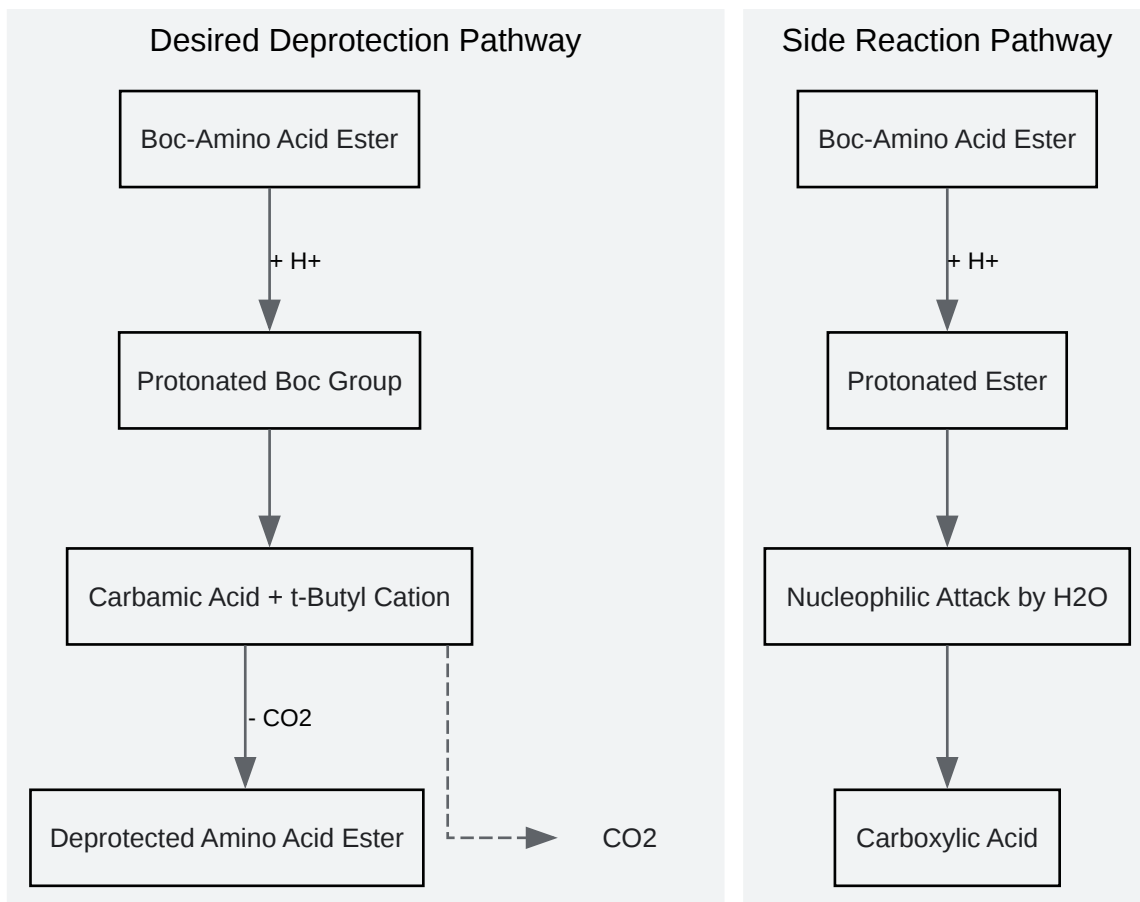 Desired Deprotection Pathway
Boc-Amino Acid Ester
+ H+
Protonated Boc Group
Carbamic Acid + t-Butyl Cation
- CO2
Deprotected Amino Acid Ester
CO2
Side Reaction Pathway
Boc-Amino Acid Ester
+ H+
Protonated Ester
Nucleophilic Attack by H2O
Carboxylic Acid